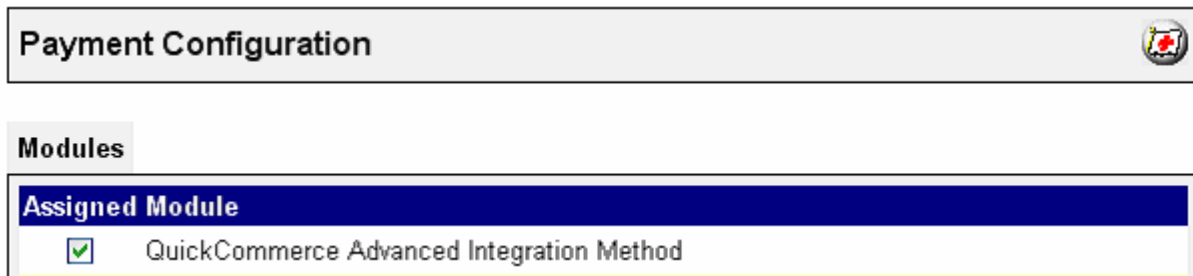 Payment Configuration
Modules
Assigned Module
QuickCommerce Advanced Integration Method